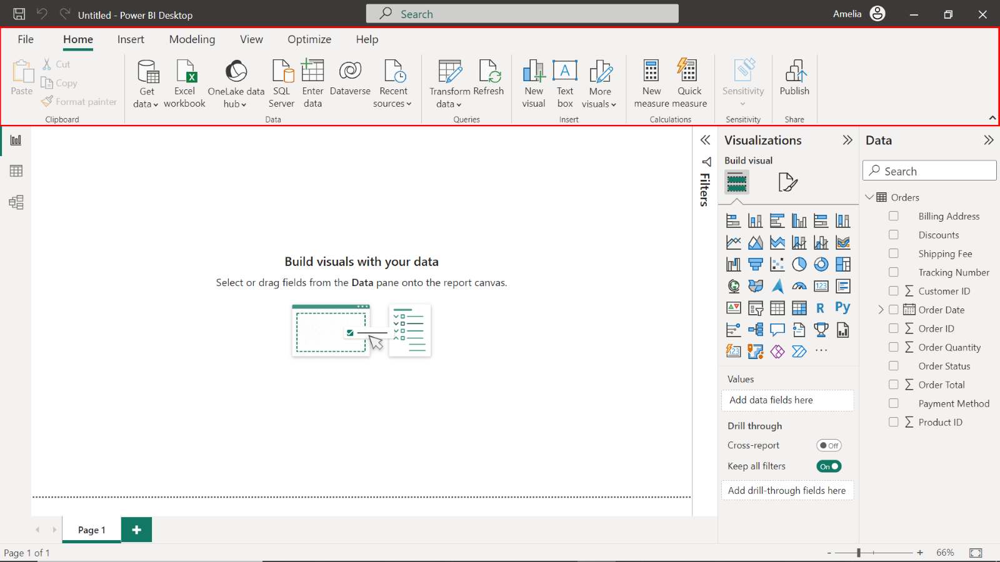 Untitled - Power BI Desktop
Search
Amelia
File Home Insert Modeling View Optimize Help
Paste
Cut
Copy
Format painter
Clipboard
Get data
Excel workbook
OneLake data hub
SQL Server
Enter data
Dataverse
Recent sources
Data
Transform data
Refresh
Queries
New visual
Text box
More visuals
Insert
New measure
Quick measure
Calculations
Sensitivity
Sensitivity
Publish
Share
Build visuals with your data
Select or drag fields from the Data pane onto the report canvas.
Filters
Visualizations
Build visual
123
R
Py
123
Values
Add data fields here
Drill through
Cross-report
Off
Keep all filters
On
Add drill-through fields here
Data
Search
Orders
Billing Address
Discounts
Shipping Fee
Tracking Number
Customer ID
Order Date
Order ID
Order Quantity
Order Status
Order Total
Payment Method
Product ID
Page 1
Page 1 of 1
66%